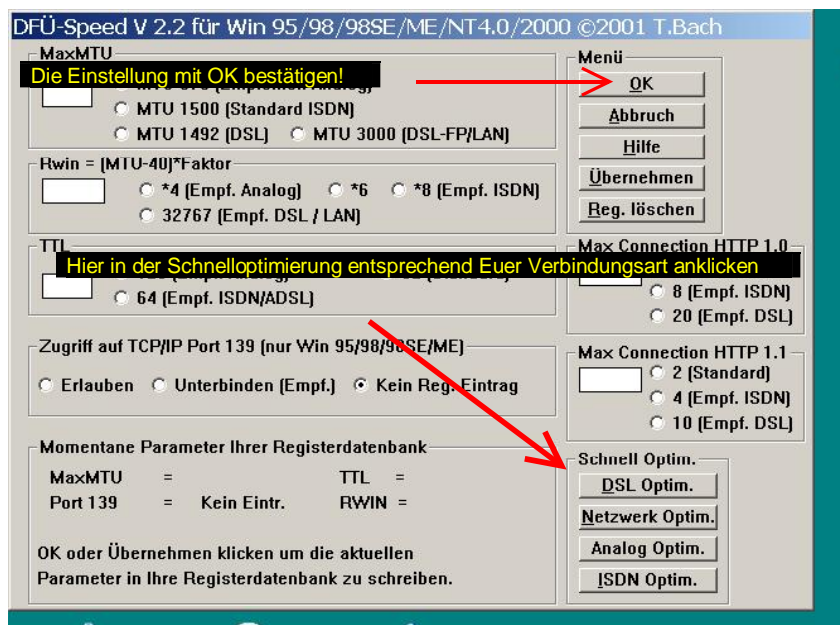 DFÜ-Speed V 2.2 für Win 95/98/98SE/ME/NT4.0/2000 ©2001 T.Bach
MaxMTU
Die Einstellung mit OK bestätigen!
MTU 1500 (Standard ISDN)
MTU 1492 (DSL) MTU 3000 (DSL-FP/LAN)
Rwin = (MTU-40)*Faktor
*4 (Empf. Analog) *6 *8 (Empf. ISDN)
32767 (Empf. DSL / LAN)
TTL
Hier in der Schnelloptimierung entsprechend Euer Verbindungsart anklicken
64 (Empf. ISDN/ADSL)
Zugriff auf TCP/IP Port 139 (nur Win 95/98/98SE/ME)
Erlauben Unterbinden (Empf.) Kein Reg. Eintrag
Momentane Parameter Ihrer Registerdatenbank
MaxMTU = TTL =
Port 139 = Kein Eintr. RWIN =
OK oder Übernehmen klicken um die aktuellen
Parameter in Ihre Registerdatenbank zu schreiben.
Menü
OK
Abbruch
Hilfe
Übernehmen
Reg. löschen
Max Connection HTTP 1.0
8 (Empf. ISDN)
20 (Empf. DSL)
Max Connection HTTP 1.1
2 (Standard)
4 (Empf. ISDN)
10 (Empf. DSL)
Schnell Optim.
DSL Optim.
Netzwerk Optim.
Analog Optim.
ISDN Optim.